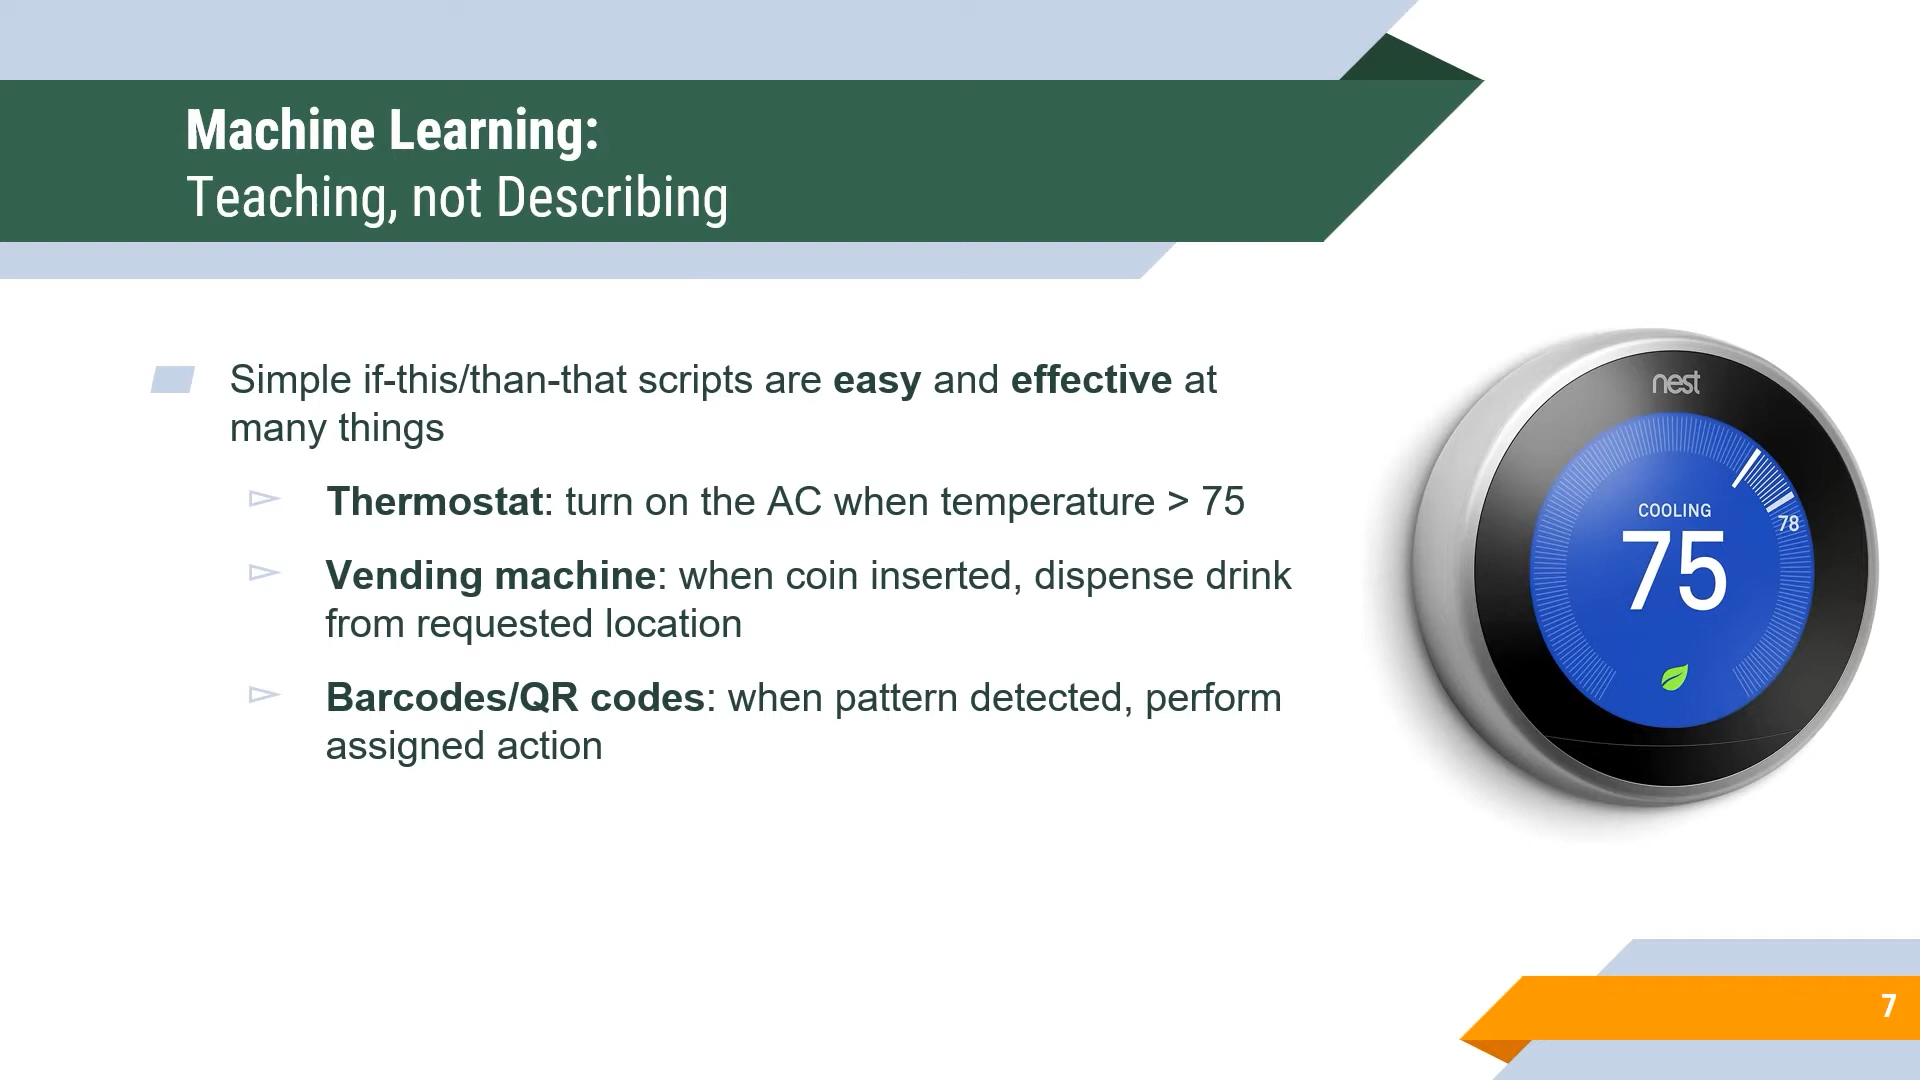 Machine Learning:
Teaching, not Describing
Simple if-this/than-that scripts are easy and effective at
many things
Thermostat: turn on the AC when temperature > 75
Vending machine: when coin inserted, dispense drink
from requested location
Barcodes/QR codes: when pattern detected, perform
assigned action
nest
COOLING
75
78
7